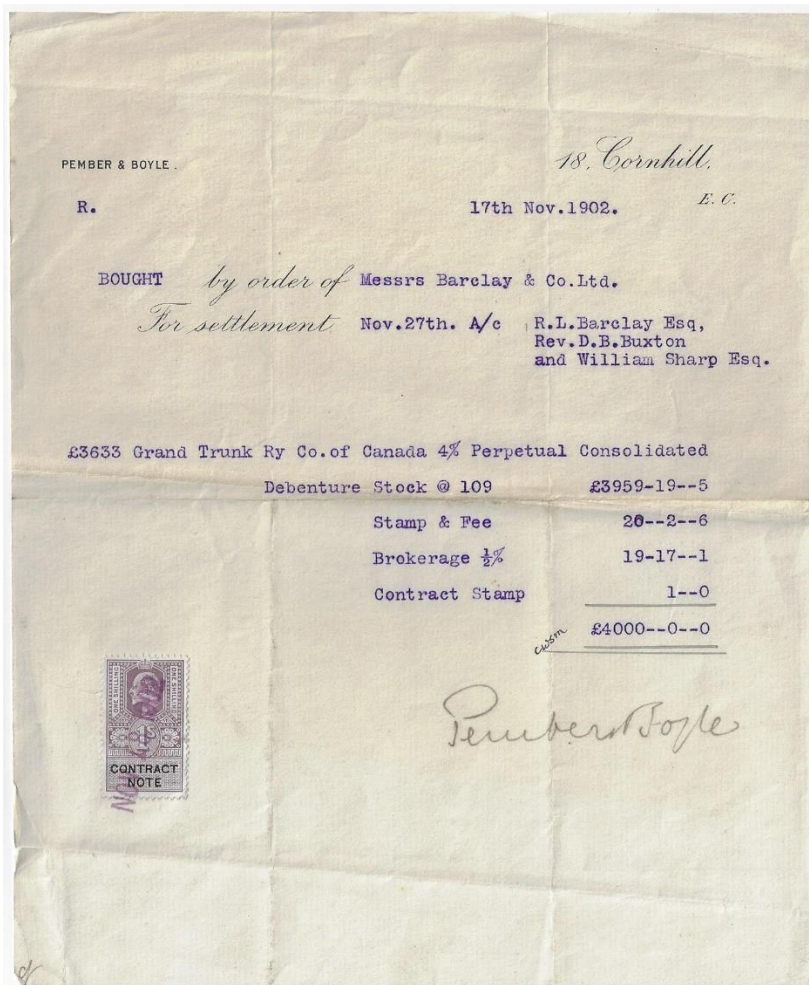 PEMBER & BOYLE.
18, Cornhill,
E.C.
R.
17th Nov.1902.
BOUGHT by order of Messrs Barclay & Co.Ltd.
For settlement Nov.27th. A/c R.L.Barclay Esq,
Rev.D.B.Buxton
and William Sharp Esq.
£3633 Grand Trunk Ry Co.of Canada 4% Perpetual Consolidated
Debenture Stock @ 109 £3959-19--5
Stamp & Fee 20--2--6
Brokerage ½% 19-17--1
Contract Stamp 1--0
£4000--0--0
Pember & Boyle
ONE SHILLING
ONE SHILLING
CONTRACT
NOTE